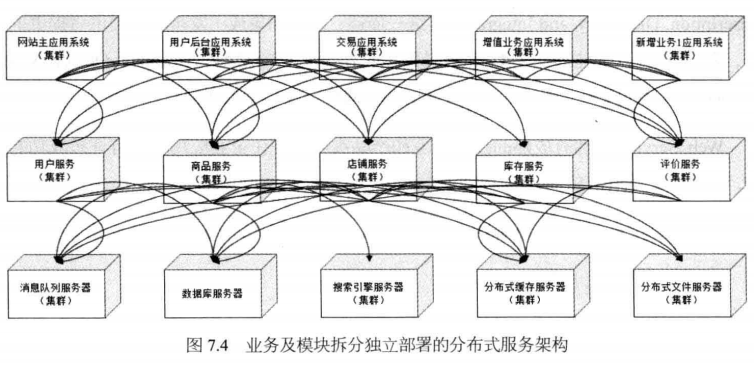 网站主应用系统
(集群)
用户后台应用系统
(集群)
交易应用系统
(集群)
增值业务应用系统
(集群)
新增业务1应用系统
(集群)
用户服务
(集群)
商品服务
(集群)
店铺服务
(集群)
库存服务
(集群)
评价服务
(集群)
消息队列服务器
(集群)
数据库服务器
搜索引擎服务器
(集群)
分布式缓存服务器
(集群)
分布式文件服务器
(集群)
图 7.4 业务及模块拆分独立部署的分布式服务架构